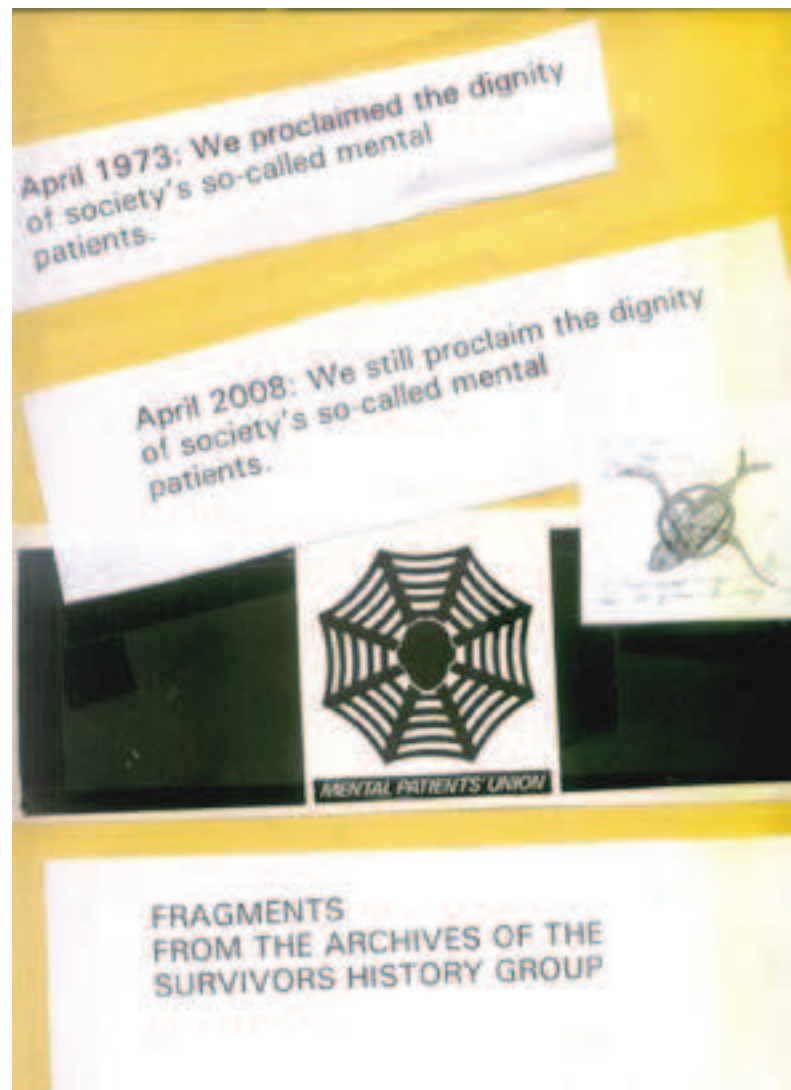 April 1973: We proclaimed the dignity
of society's so-called mental
patients.
April 2008: We still proclaim the dignity
of society's so-called mental
patients.
MENTAL PATIENTS' UNION
FRAGMENTS
FROM THE ARCHIVES OF THE
SURVIVORS HISTORY GROUP